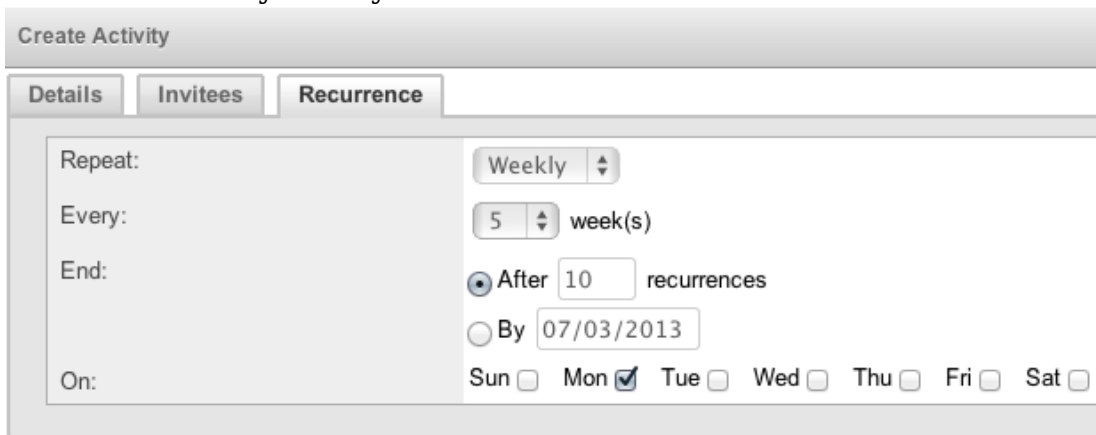 Create Activity
Details Invitees Recurrence
Repeat: Weekly
Every: 5 week(s)
End: After 10 recurrences
By 07/03/2013
On: Sun Mon Tue Wed Thu Fri Sat